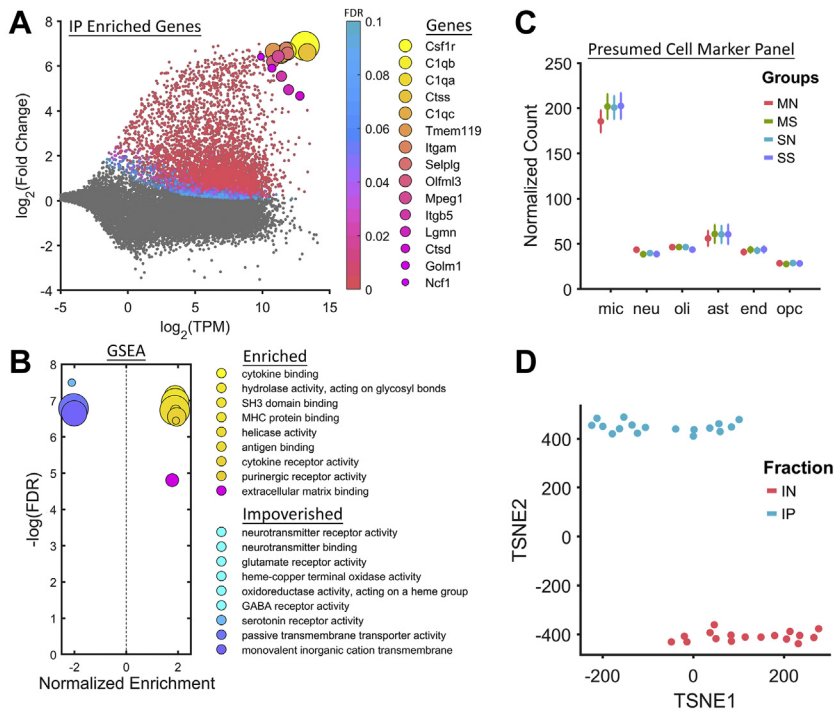 A
IP Enriched Genes
FDR
0.1
0.08
0.06
0.04
0.02
0
8
6
4
2
0
-2
-4
log2(Fold Change)
-5
0
5
10
15
log2(TPM)
Genes
Csf1r
C1qb
C1qa
Ctss
C1qc
Tmem119
Itgam
Selplg
Olfml3
Mpeg1
Itgb5
Lgmn
Ctsd
Golm1
Ncf1
C
Presumed Cell Marker Panel
Groups
MN
MS
SN
SS
250
200
150
100
50
0
Normalized Count
mic neu oli ast end opc
B
GSEA
8
7
6
5
4
3
2
1
0
-log(FDR)
-2
0
2
Normalized Enrichment
Enriched
cytokine binding
hydrolase activity, acting on glycosyl bonds
SH3 domain binding
MHC protein binding
helicase activity
antigen binding
cytokine receptor activity
purinergic receptor activity
extracellular matrix binding
Impoverished
neurotransmitter receptor activity
neurotransmitter binding
glutamate receptor activity
heme-copper terminal oxidase activity
oxidoreductase activity, acting on a heme group
GABA receptor activity
serotonin receptor activity
passive transmembrane transporter activity
monovalent inorganic cation transmembrane
D
400
200
0
-200
-400
TSNE2
-200
0
200
TSNE1
Fraction
IN
IP